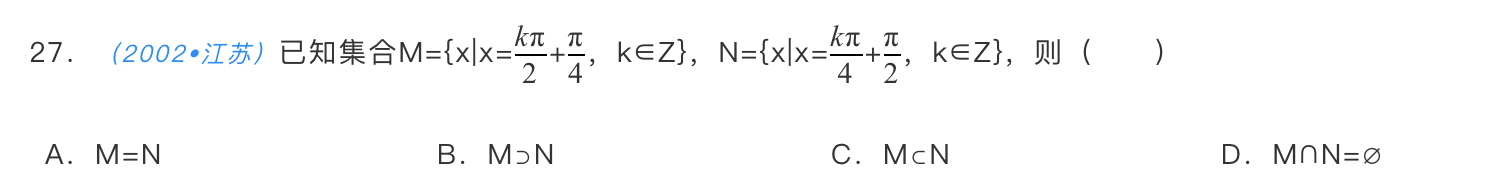 27. (2002•江苏) 已知集合M={x|x=kπ/2+π/4, k∈Z}, N={x|x=kπ/4+π/2, k∈Z}, 则 (  )
A. M=N B. M⊃N C. M⊂N D. M∩N=∅